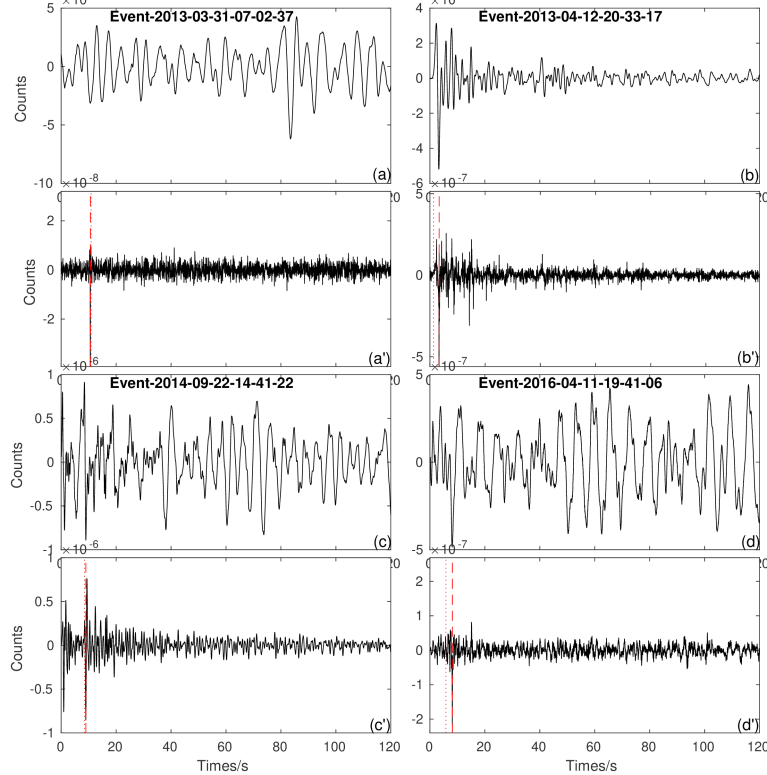 Event-2013-03-31-07-02-37
Event-2013-04-12-20-33-17
5
0
-5
-10
Counts
(a)
4
2
0
-2
-4
-6
(b)
×10^-8
2
0
-2
Counts
(a')
×10^-7
5
0
-5
(b')
×10^-6
Event-2014-09-22-14-41-22
1
0.5
0
-0.5
-1
Counts
(c)
×10^-7
Event-2016-04-11-19-41-06
5
0
-5
(d)
×10^-6
1
0.5
0
-0.5
-1
Counts
(c')
0 20 40 60 80 100 120
Times/s
×10^-7
2
1
0
-1
-2
(d')
0 20 40 60 80 100 120
Times/s